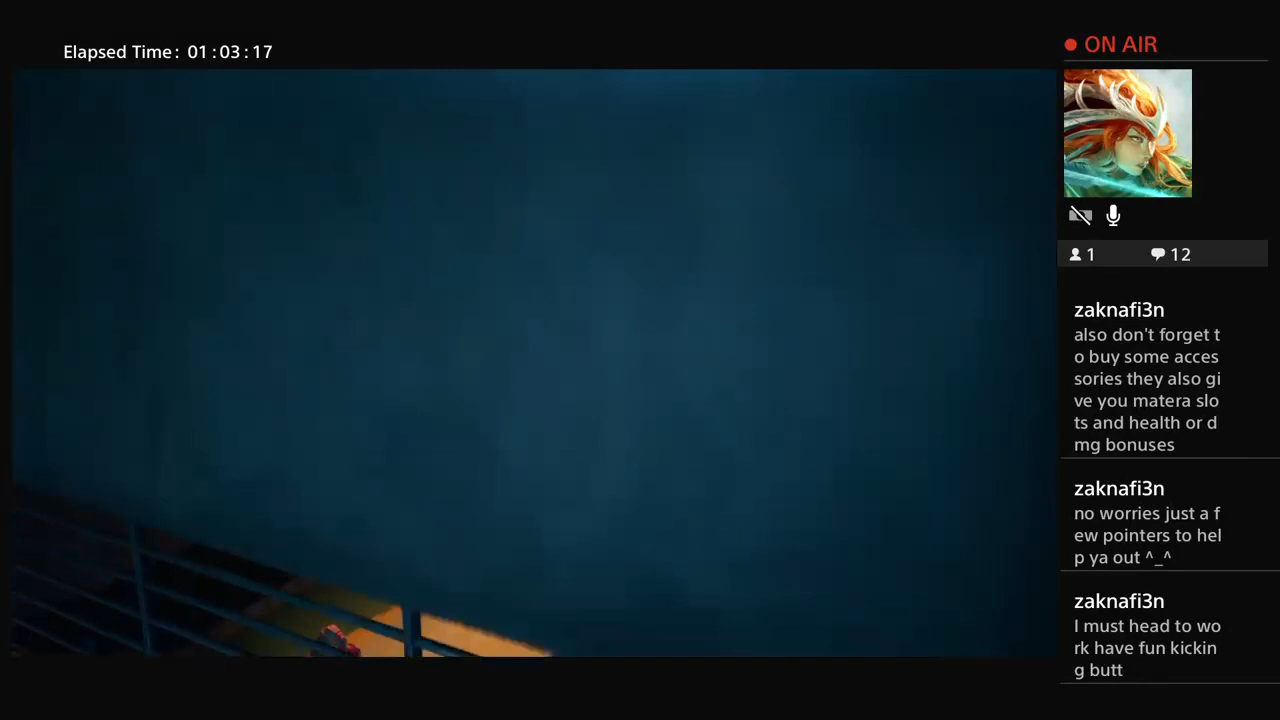 Elapsed Time: 01:03:17
ON AIR
1 12
zaknafi3n
also don't forget t
o buy some acces
sories they also gi
ve you matera slo
ts and health or d
mg bonuses
zaknafi3n
no worries just a f
ew pointers to hel
p ya out ^_^
zaknafi3n
I must head to wo
rk have fun kickin
g butt